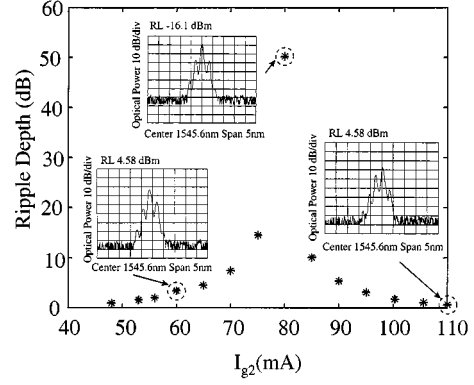 60
50
40
30
20
10
0
Ripple Depth (dB)
RL -16.1 dBm
Optical Power 10 dB/div
Center 1545.6nm Span 5nm
RL 4.58 dBm
Optical Power 10 dB/div
Center 1545.6nm Span 5nm
RL 4.58 dBm
Optical Power 10 dB/div
Center 1545.6nm Span 5nm
40 50 60 70 80 90 100 110
Ig2(mA)